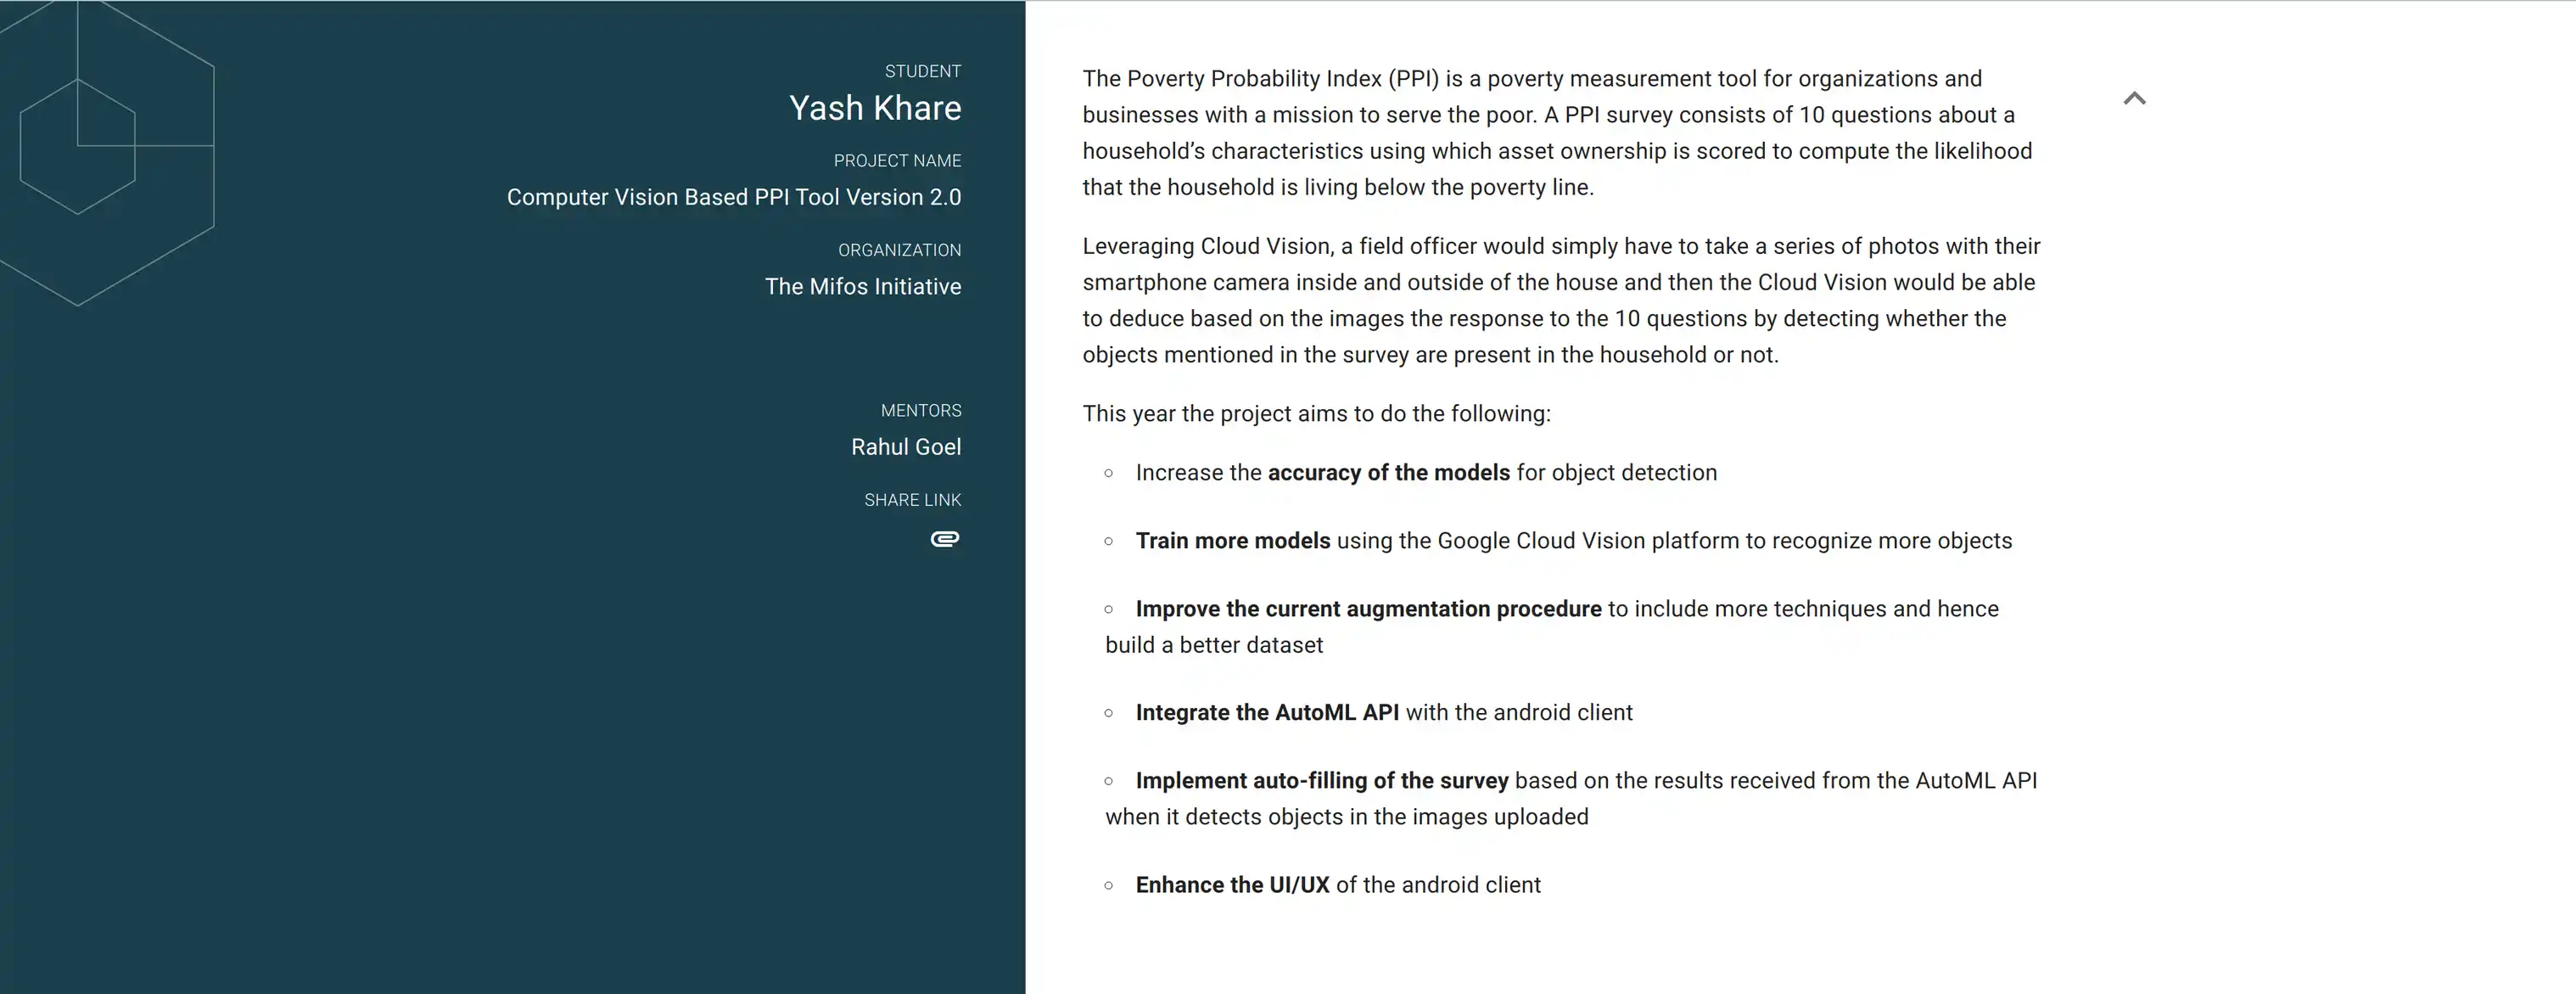 STUDENT
Yash Khare
PROJECT NAME
Computer Vision Based PPI Tool Version 2.0
ORGANIZATION
The Mifos Initiative
MENTORS
Rahul Goel
SHARE LINK
The Poverty Probability Index (PPI) is a poverty measurement tool for organizations and
businesses with a mission to serve the poor. A PPI survey consists of 10 questions about a
household’s characteristics using which asset ownership is scored to compute the likelihood
that the household is living below the poverty line.
Leveraging Cloud Vision, a field officer would simply have to take a series of photos with their
smartphone camera inside and outside of the house and then the Cloud Vision would be able
to deduce based on the images the response to the 10 questions by detecting whether the
objects mentioned in the survey are present in the household or not.
This year the project aims to do the following:
◦ Increase the accuracy of the models for object detection
◦ Train more models using the Google Cloud Vision platform to recognize more objects
◦ Improve the current augmentation procedure to include more techniques and hence
build a better dataset
◦ Integrate the AutoML API with the android client
◦ Implement auto-filling of the survey based on the results received from the AutoML API
when it detects objects in the images uploaded
◦ Enhance the UI/UX of the android client